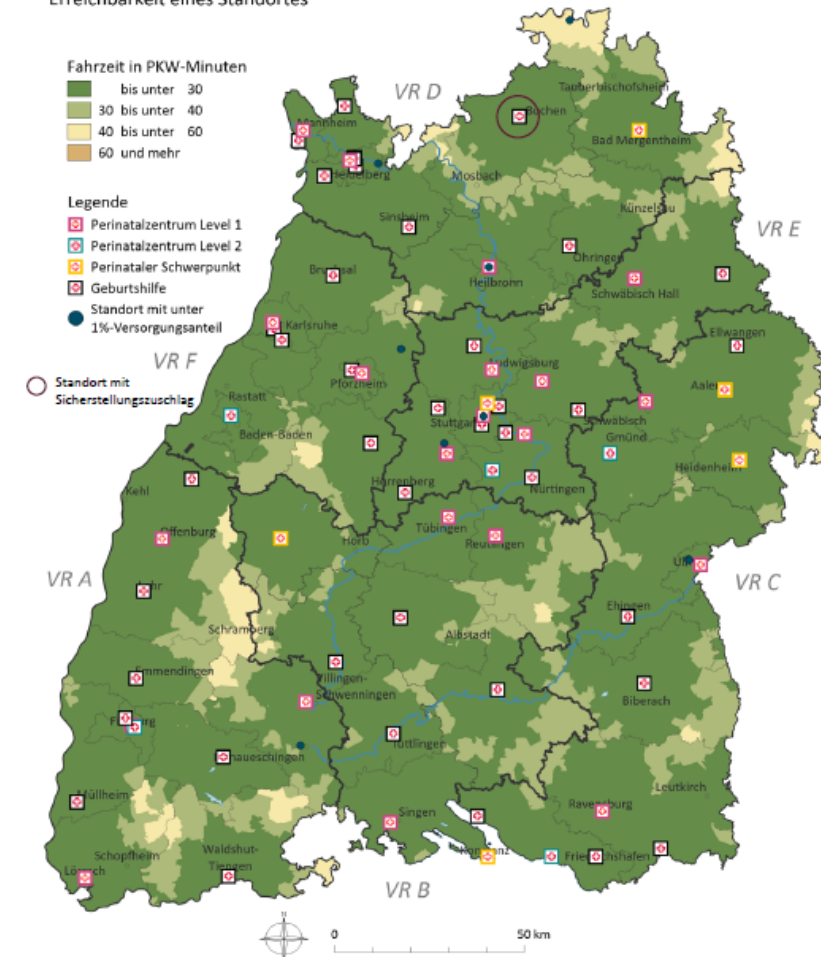 Erreichbarkeit eines Standortes
Fahrzeit in PKW-Minuten
bis unter 30
30 bis unter 40
40 bis unter 60
60 und mehr
Legende
Perinatalzentrum Level 1
Perinatalzentrum Level 2
Perinataler Schwerpunkt
Geburtshilfe
Standort mit unter
1%-Versorgungsanteil
Standort mit
Sicherstellungszuschlag
VR D
Tauberbischofsheim
Buchen
Mannheim
Bad Mergentheim
Heidelberg
Mosbach
Künzelsau
Sinsheim
VR E
Öhringen
Bruchsal
Heilbronn
Schwäbisch Hall
Karlsruhe
Ellwangen
VR F
Ludwigsburg
Pforzheim
Aalen
Rastatt
Stuttgart
Schwäbisch
Gmünd
Baden-Baden
Heidenheim
Herrenberg
Nürtingen
Kehl
Offenburg
Tübingen
Horb
Reutlingen
Ulm
VR A
VR C
Lahr
Ehingen
Schramberg
Albstadt
Emmendingen
Villingen-
Schwenningen
Biberach
Freiburg
Tuttlingen
Donaueschingen
Leutkirch
Müllheim
Ravensburg
Singen
Schopfheim
Waldshut-
Tiengen
Konstanz
Friedrichshafen
Lörrach
VR B
N
0
50 km